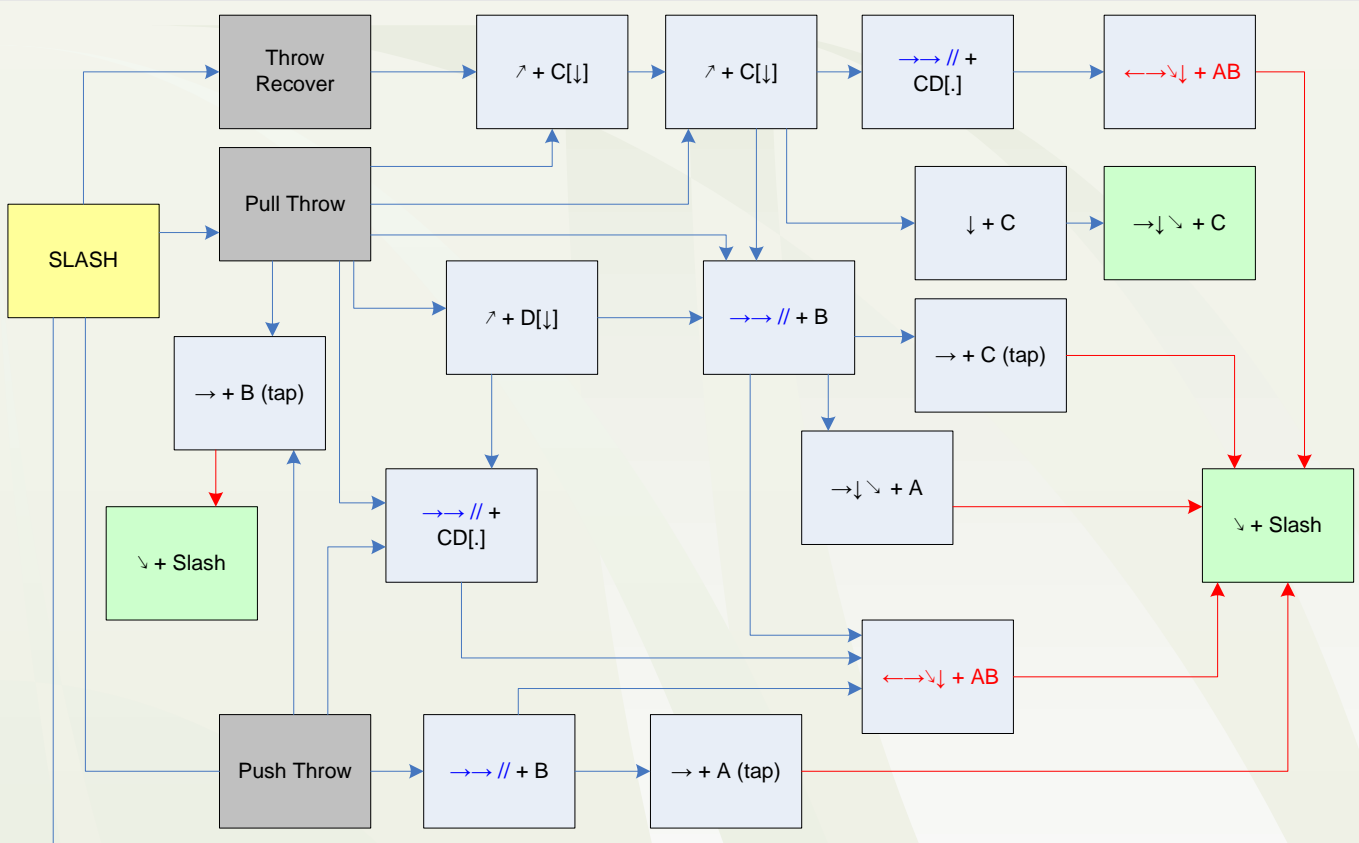 Throw
Recover
↗ + C[↓]
↗ + C[↓]
→→ // +
CD[.]
←→↘↓ + AB
Pull Throw
↓ + C
→↓↘ + C
SLASH
↗ + D[↓]
→→ // + B
→ + C (tap)
→ + B (tap)
→↓↘ + A
→→ // +
CD[.]
↘ + Slash
↘ + Slash
←→↘↓ + AB
Push Throw
→→ // + B
→ + A (tap)